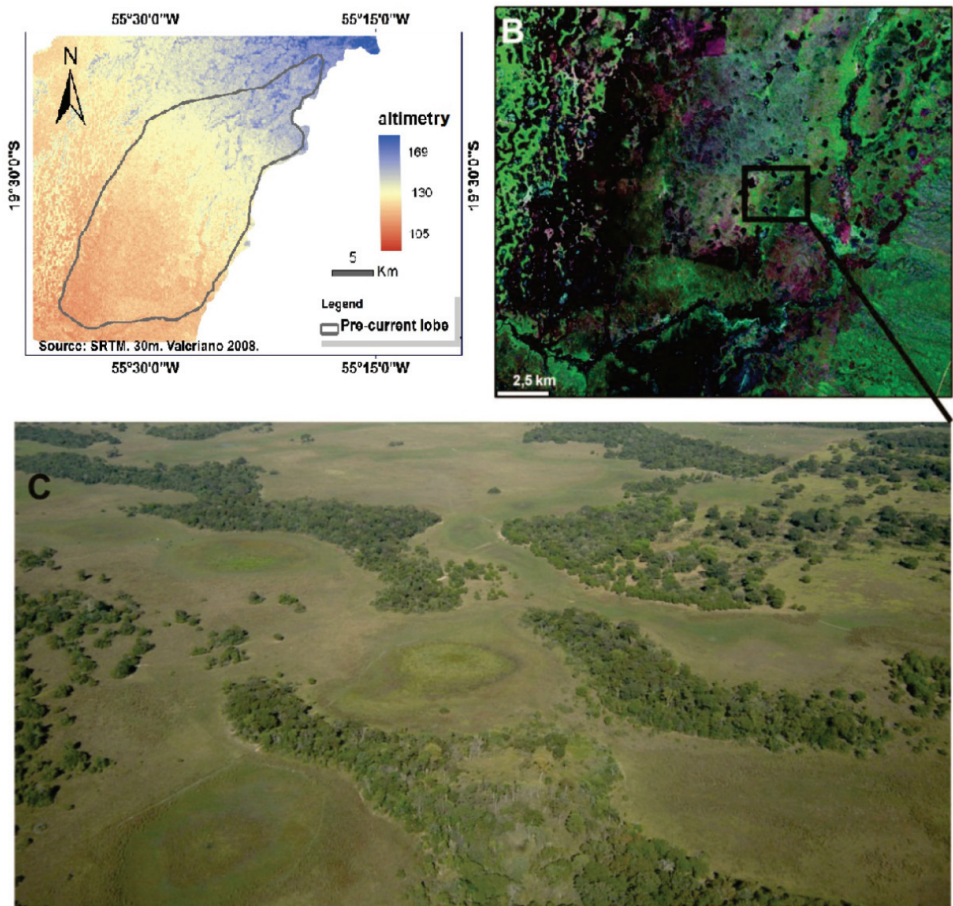 55°30'0"W 55°15'0"W
N
19°30'0"S
altimetry
169
130
105
5
Km
Legend
Pre-current lobe
Source: SRTM. 30m. Valeriano 2008.
55°30'0"W 55°15'0"W
19°30'0"S
B
2,5 km
C